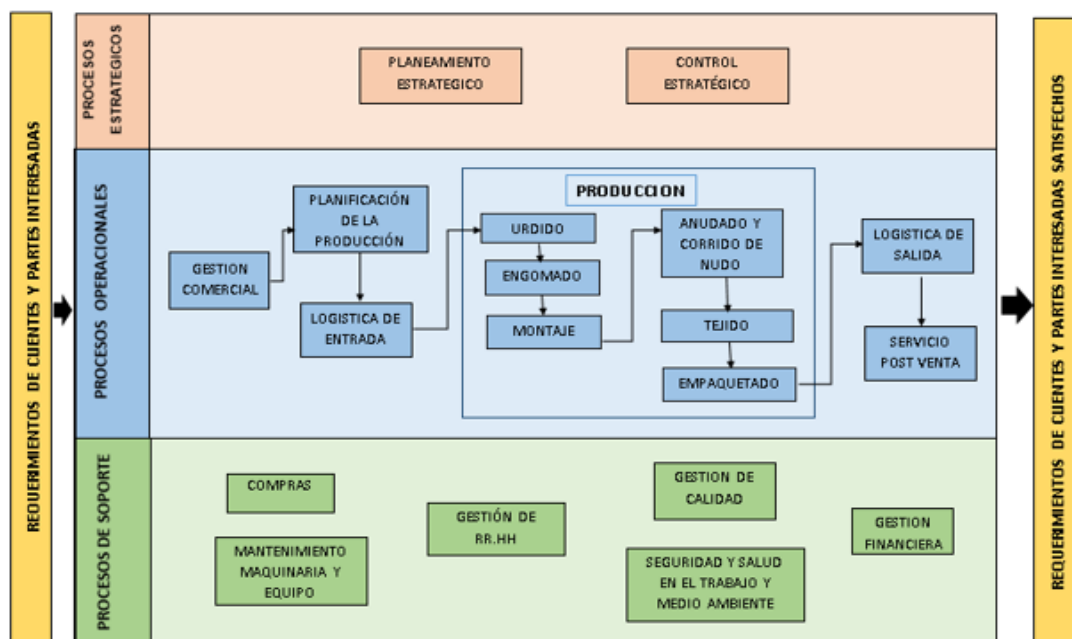 REQUERIMIENTOS DE CLIENTES Y PARTES INTERESADAS
PROCESOS
ESTRATEGICOS
PLANEAMIENTO
ESTRATEGICO
CONTROL
ESTRATÉGICO
PROCESOS OPERACIONALES
GESTION
COMERCIAL
PLANIFICACIÓN
DE LA
PRODUCCIÓN
LOGISTICA DE
ENTRADA
PRODUCCION
URDIDO
ENGOMADO
MONTAJE
ANUDADO Y
CORRIDO DE
NUDO
TEJIDO
EMPAQUETADO
LOGISTICA DE
SALIDA
SERVICIO
POST VENTA
PROCESOS DE SOPORTE
COMPRAS
MANTENIMIENTO
MAQUINARIA Y
EQUIPO
GESTIÓN DE
RR.HH
GESTION DE
CALIDAD
SEGURIDAD Y SALUD
EN EL TRABAJO Y
MEDIO AMBIENTE
GESTION
FINANCIERA
REQUERIMIENTOS DE CLIENTES Y PARTES INTERESADAS SATISFECHOS